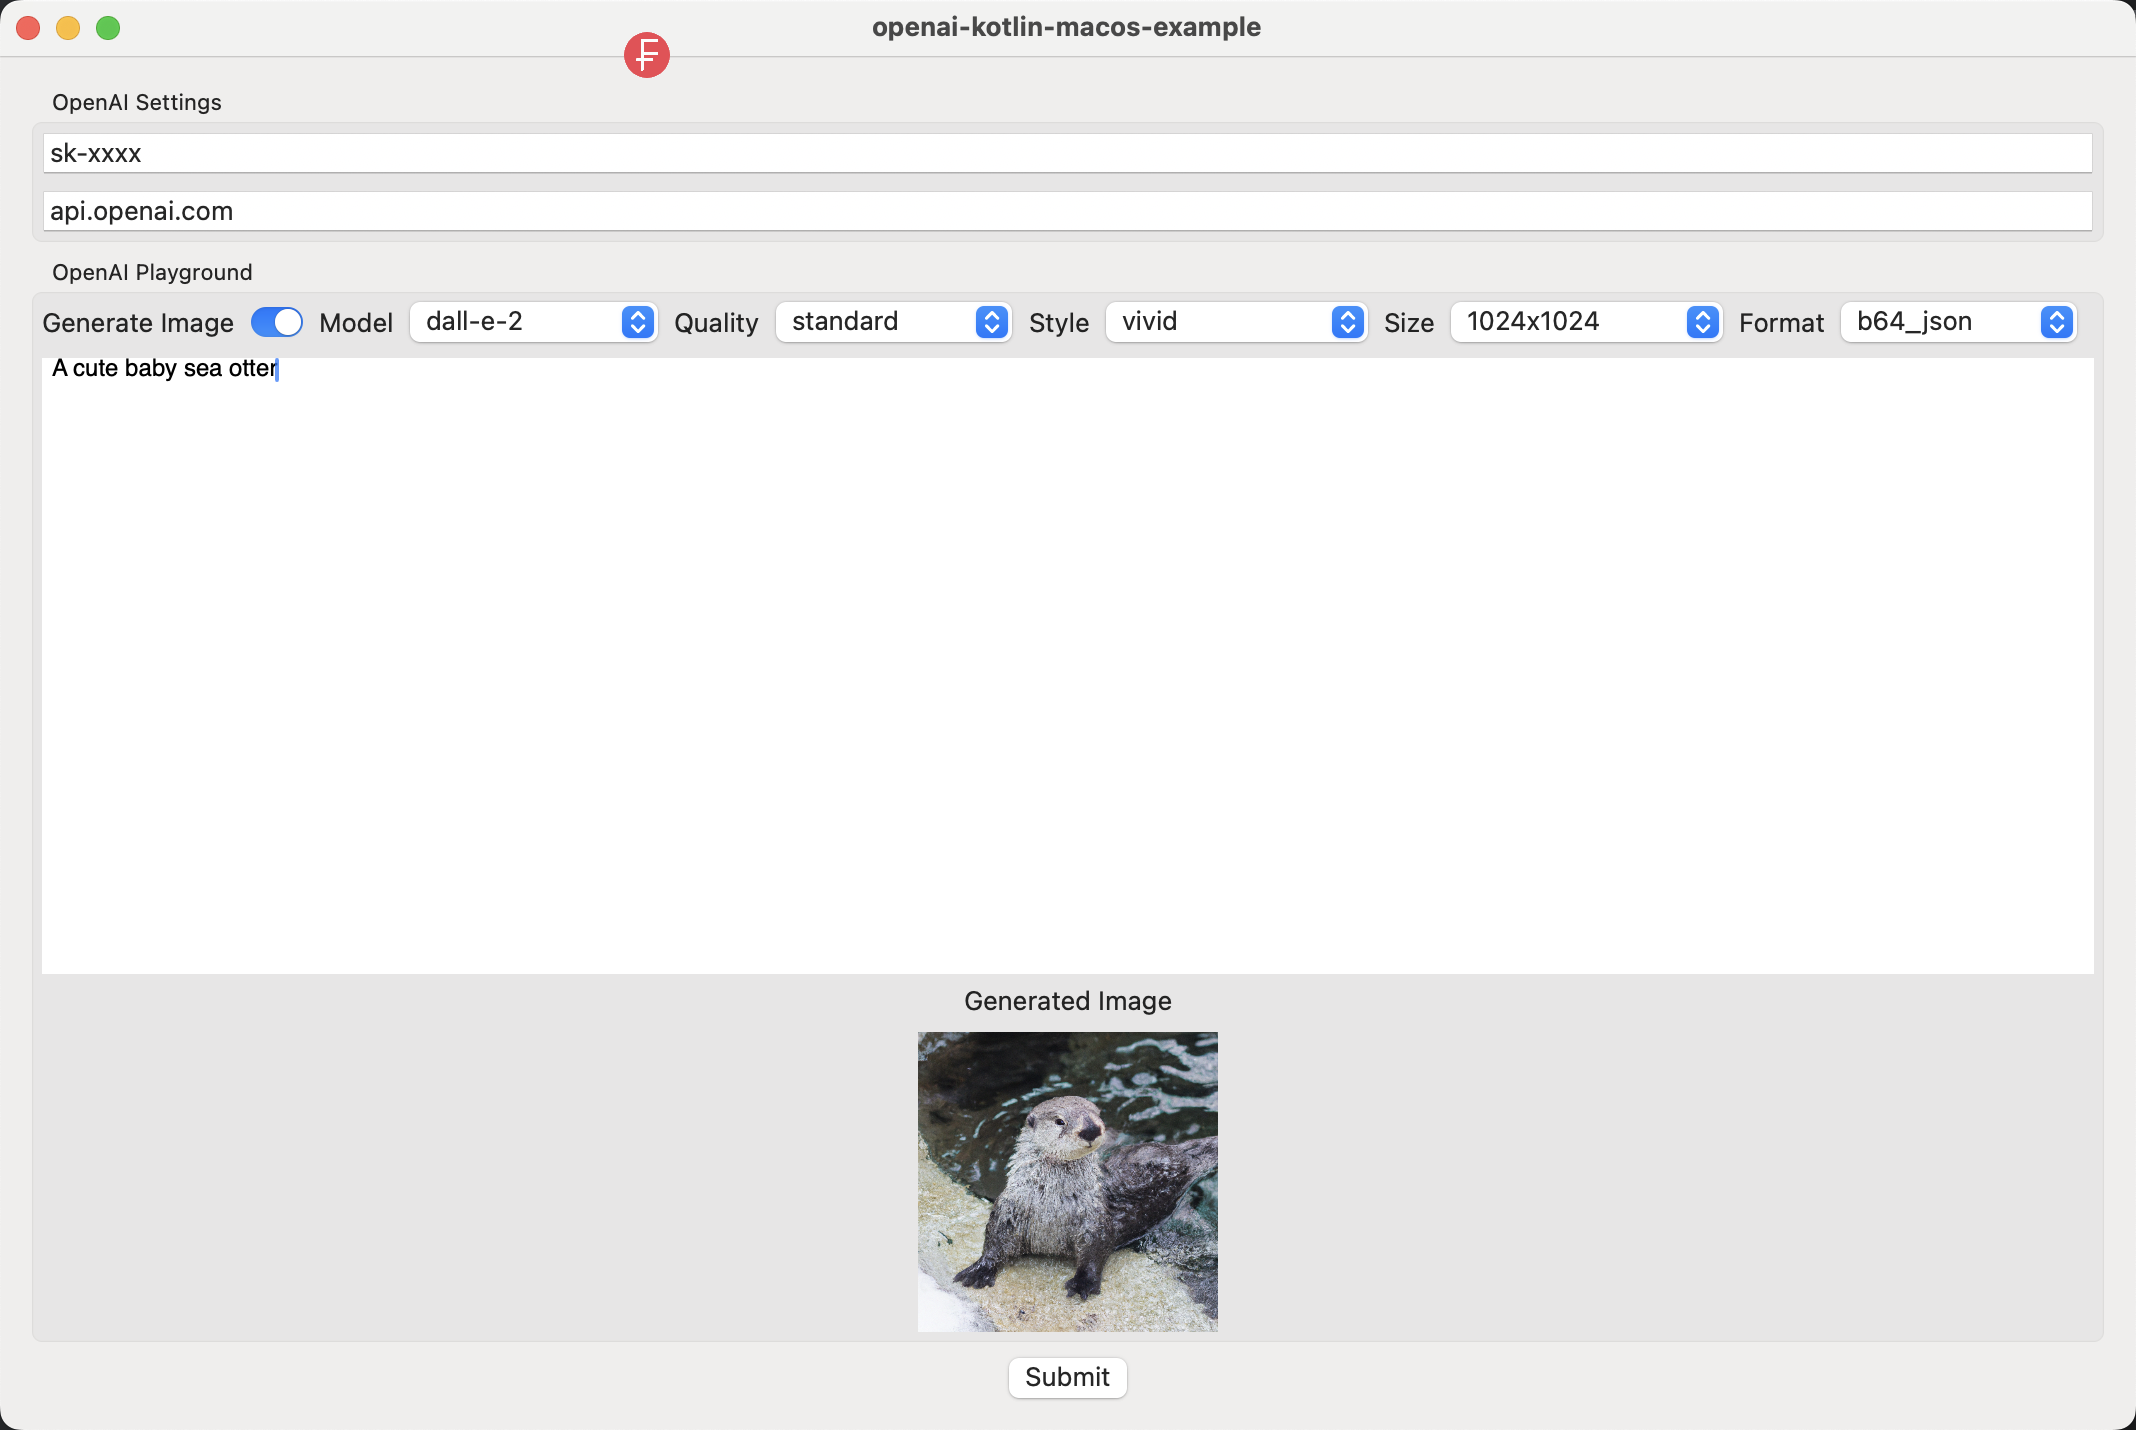 openai-kotlin-macos-example
OpenAI Settings
sk-xxxx
api.openai.com
OpenAI Playground
Generate Image Model dall-e-2 Quality standard Style vivid Size 1024x1024 Format b64_json
A cute baby sea otter
Generated Image
Submit